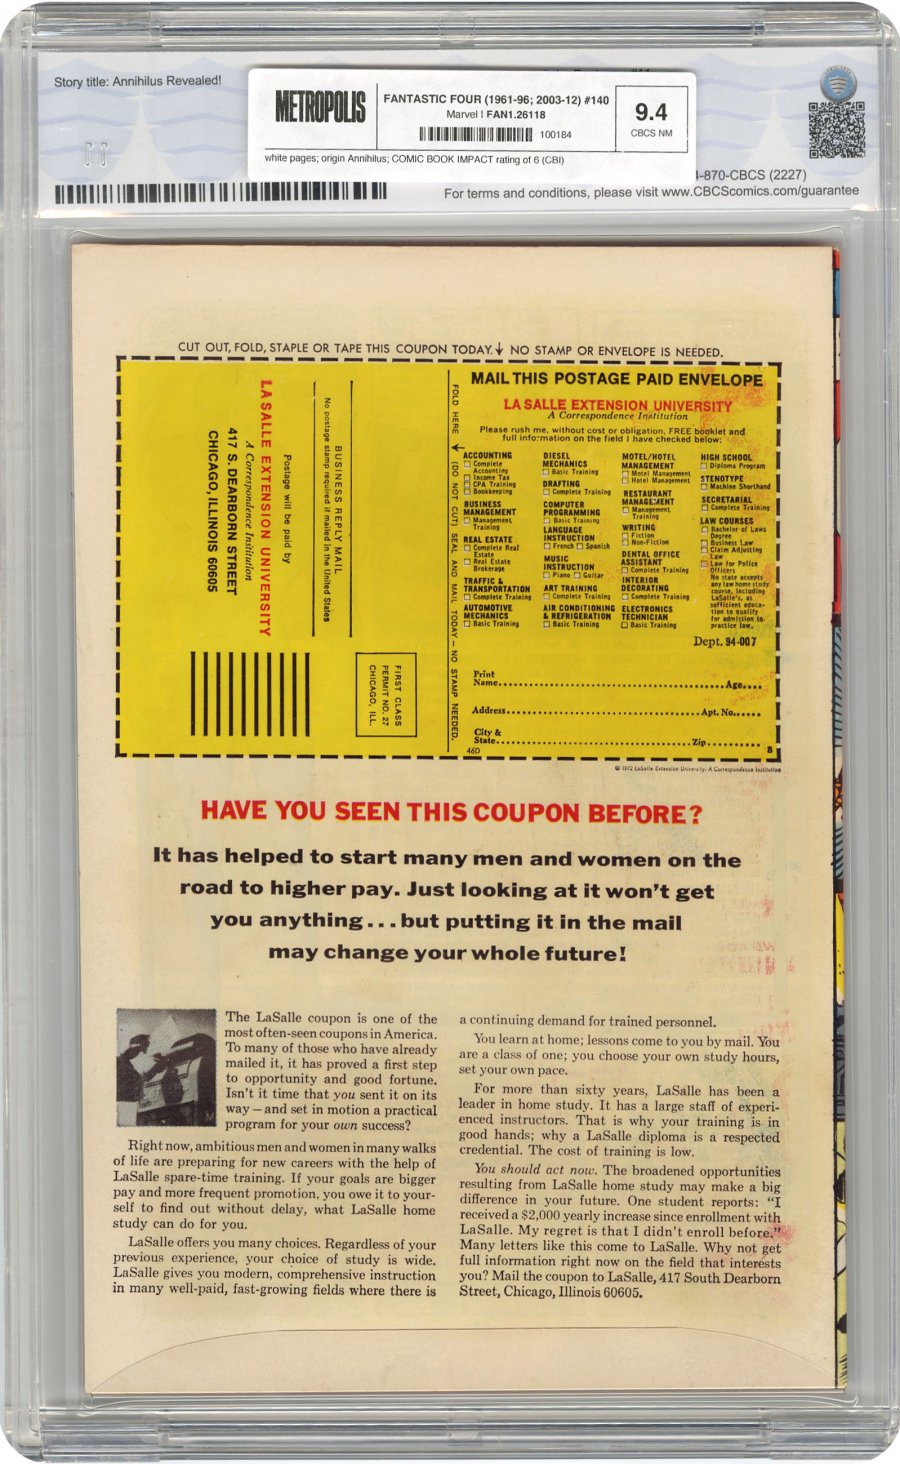 Story title: Annihilus Revealed!
METROPOLIS
FANTASTIC FOUR (1961-96; 2003-12) #140
Marvel | FAN1.26118
100184
9.4
CBCS NM
white pages; origin Annihilus; COMIC BOOK IMPACT rating of 6 (CBI)
-870-CBCS (2227)
For terms and conditions, please visit www.CBCScomics.com/guarantee
CUT OUT, FOLD, STAPLE OR TAPE THIS COUPON TODAY. NO STAMP OR ENVELOPE IS NEEDED.
BUSINESS REPLY MAIL
No postage stamp required if mailed in the United States
Postage will be paid by
LA SALLE EXTENSION UNIVERSITY
A Correspondence Institution
417 S. DEARBORN STREET
CHICAGO, ILLINOIS 60605
FIRST CLASS
PERMIT NO. 27
CHICAGO, ILL.
FOLD HERE (DO NOT CUT) SEAL AND MAIL TODAY — NO STAMP NEEDED.
MAIL THIS POSTAGE PAID ENVELOPE
LA SALLE EXTENSION UNIVERSITY
A Correspondence Institution
Please rush me, without cost or obligation, FREE booklet and
full information on the field I have checked below:
ACCOUNTING
Complete
Accounting
Income Tax
CPA Training
Bookkeeping
BUSINESS
MANAGEMENT
Management
Training
REAL ESTATE
Complete Real
Estate
Real Estate
Brokerage
TRAFFIC &
TRANSPORTATION
Complete Training
AUTOMOTIVE
MECHANICS
Basic Training
DIESEL
MECHANICS
Basic Training
DRAFTING
Complete Training
COMPUTER
PROGRAMMING
Basic Training
LANGUAGE
INSTRUCTION
French Spanish
MUSIC
INSTRUCTION
Piano Guitar
ART TRAINING
Complete Training
AIR CONDITIONING
& REFRIGERATION
Basic Training
MOTEL/HOTEL
MANAGEMENT
Motel Management
Hotel Management
RESTAURANT
MANAGEMENT
Management
Training
WRITING
Fiction
Non-Fiction
DENTAL OFFICE
ASSISTANT
Complete Training
INTERIOR
DECORATING
Complete Training
ELECTRONICS
TECHNICIAN
Basic Training
HIGH SCHOOL
Diploma Program
STENOTYPE
Machine Shorthand
SECRETARIAL
Complete Training
LAW COURSES
Bachelor of Laws
Degree
Business Law
Claim Adjusting
Law
Law for Police
Officers
No state accepts
any law home study
course, including
LaSalle's, as
sufficient educa-
tion to qualify
for admission to
practice law.
Dept. 94-007
Print
Name Age
Address Apt. No.
City &
State Zip
46D 8
© 1972 LaSalle Extension University. A Correspondence Institution
HAVE YOU SEEN THIS COUPON BEFORE?
It has helped to start many men and women on the
road to higher pay. Just looking at it won't get
you anything...but putting it in the mail
may change your whole future!
The LaSalle coupon is one of the
most often-seen coupons in America.
To many of those who have already
mailed it, it has proved a first step
to opportunity and good fortune.
Isn't it time that you sent it on its
way—and set in motion a practical
program for your own success?
Right now, ambitious men and women in many walks
of life are preparing for new careers with the help of
LaSalle spare-time training. If your goals are bigger
pay and more frequent promotion, you owe it to your-
self to find out without delay, what LaSalle home
study can do for you.
LaSalle offers you many choices. Regardless of your
previous experience, your choice of study is wide.
LaSalle gives you modern, comprehensive instruction
in many well-paid, fast-growing fields where there is
a continuing demand for trained personnel.
You learn at home; lessons come to you by mail. You
are a class of one; you choose your own study hours,
set your own pace.
For more than sixty years, LaSalle has been a
leader in home study. It has a large staff of experi-
enced instructors. That is why your training is in
good hands; why a LaSalle diploma is a respected
credential. The cost of training is low.
You should act now. The broadened opportunities
resulting from LaSalle home study may make a big
difference in your future. One student reports: "I
received a $2,000 yearly increase since enrollment with
LaSalle. My regret is that I didn't enroll before."
Many letters like this come to LaSalle. Why not get
full information right now on the field that interests
you? Mail the coupon to LaSalle, 417 South Dearborn
Street, Chicago, Illinois 60605.